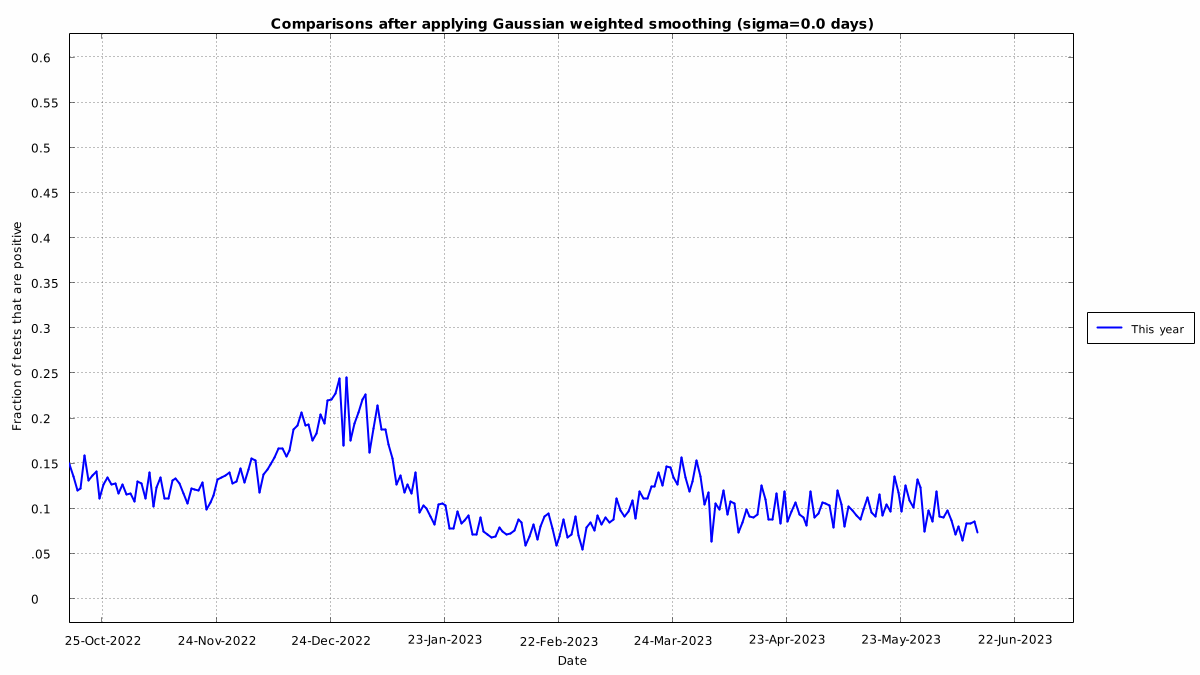 Comparisons after applying Gaussian weighted smoothing (sigma=0.0 days)
0.6
0.55
0.5
0.45
0.4
0.35
0.3
0.25
0.2
0.15
0.1
.05
0
Fraction of tests that are positive
This year
25-Oct-2022 24-Nov-2022 24-Dec-2022 23-Jan-2023 22-Feb-2023 24-Mar-2023 23-Apr-2023 23-May-2023 22-Jun-2023
Date